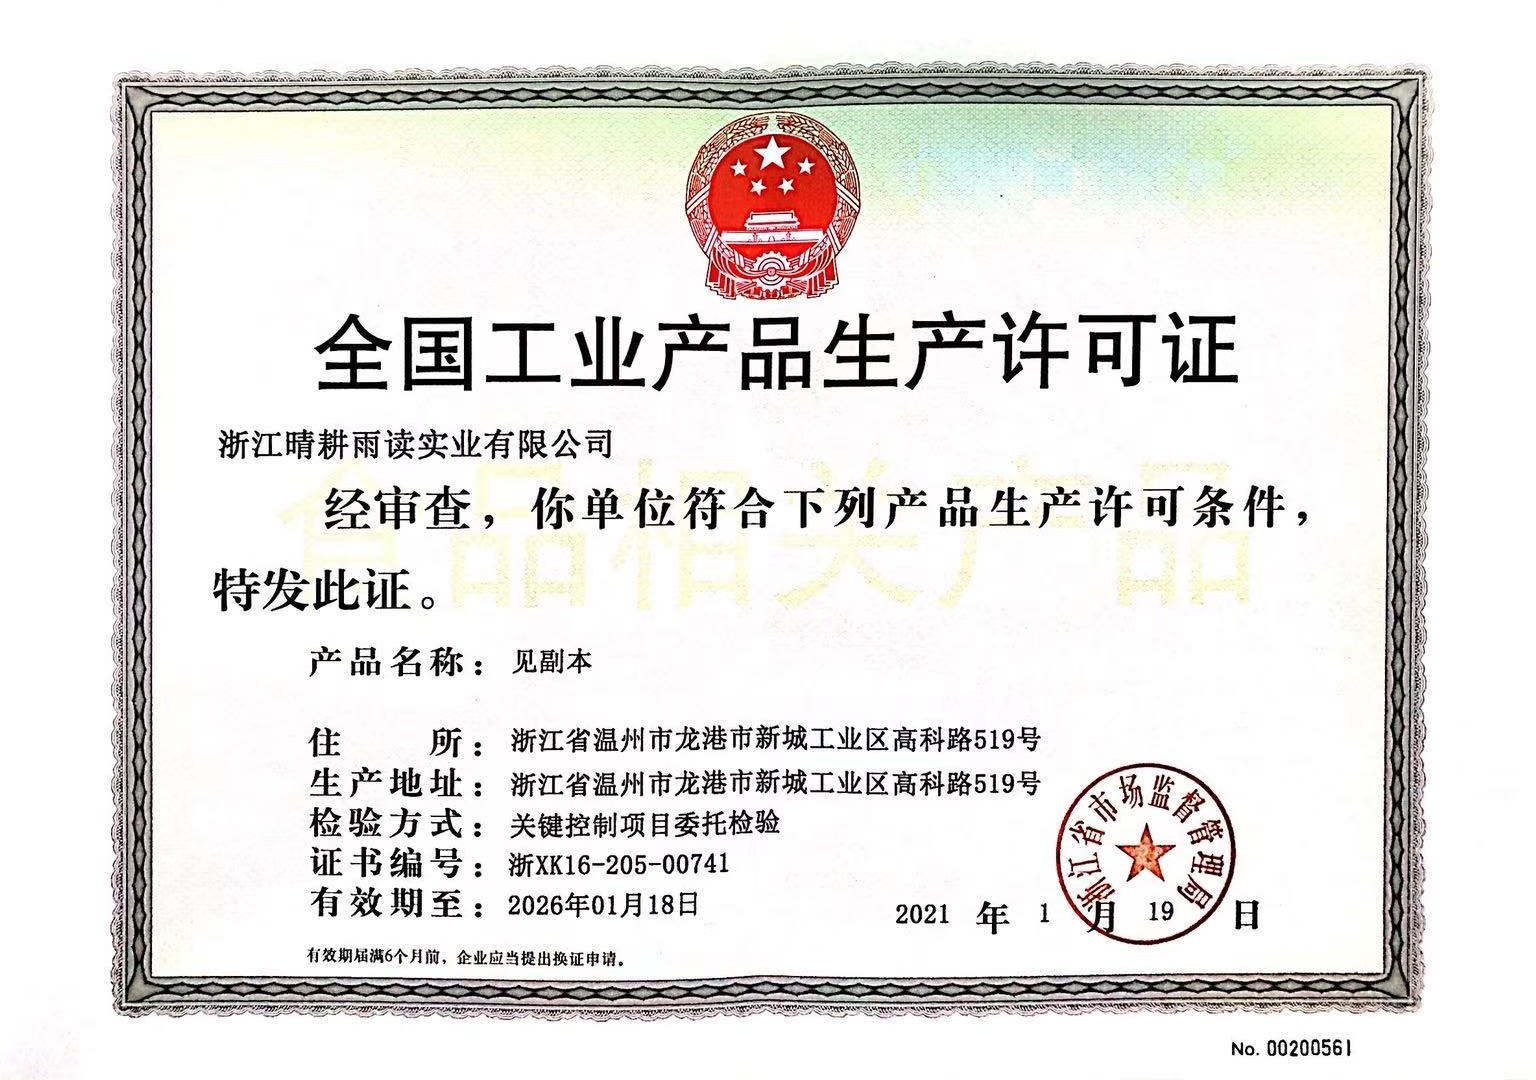 全国工业产品生产许可证
浙江晴耕雨读实业有限公司
食品相关产品
经审查，你单位符合下列产品生产许可条件，
特发此证。
产品名称：见副本
住 所：浙江省温州市龙港市新城工业区高科路519号
生产地址：浙江省温州市龙港市新城工业区高科路519号
检验方式：关键控制项目委托检验
证书编号：浙XK16-205-00741
有效期至：2026年01月18日
浙江省市场监督管理局
2021 年 1 月 19 日
有效期届满6个月前，企业应当提出换证申请。
No. 00200561